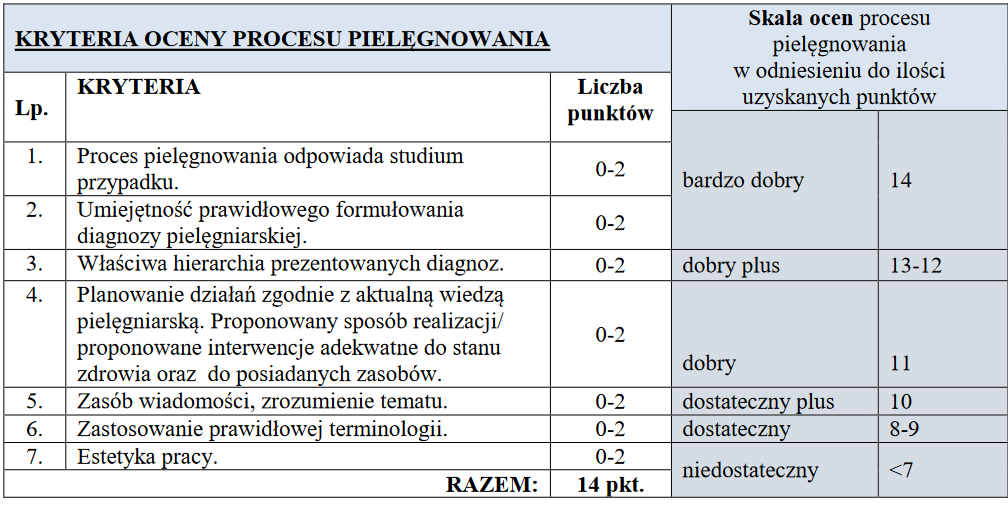 KRYTERIA OCENY PROCESU PIELĘGNOWANIA
Skala ocen procesu
pielęgnowania
w odniesieniu do ilości
uzyskanych punktów
Lp.
KRYTERIA
Liczba
punktów
1.
Proces pielęgnowania odpowiada studium
przypadku.
0-2
bardzo dobry
14
2.
Umiejętność prawidłowego formułowania
diagnozy pielęgniarskiej.
0-2
3.
Właściwa hierarchia prezentowanych diagnoz.
0-2
dobry plus
13-12
4.
Planowanie działań zgodnie z aktualną wiedzą
pielęgniarską. Proponowany sposób realizacji/
proponowane interwencje adekwatne do stanu
zdrowia oraz do posiadanych zasobów.
0-2
dobry
11
5.
Zasób wiadomości, zrozumienie tematu.
0-2
dostateczny plus
10
6.
Zastosowanie prawidłowej terminologii.
0-2
dostateczny
8-9
7.
Estetyka pracy.
0-2
niedostateczny
<7
RAZEM:
14 pkt.